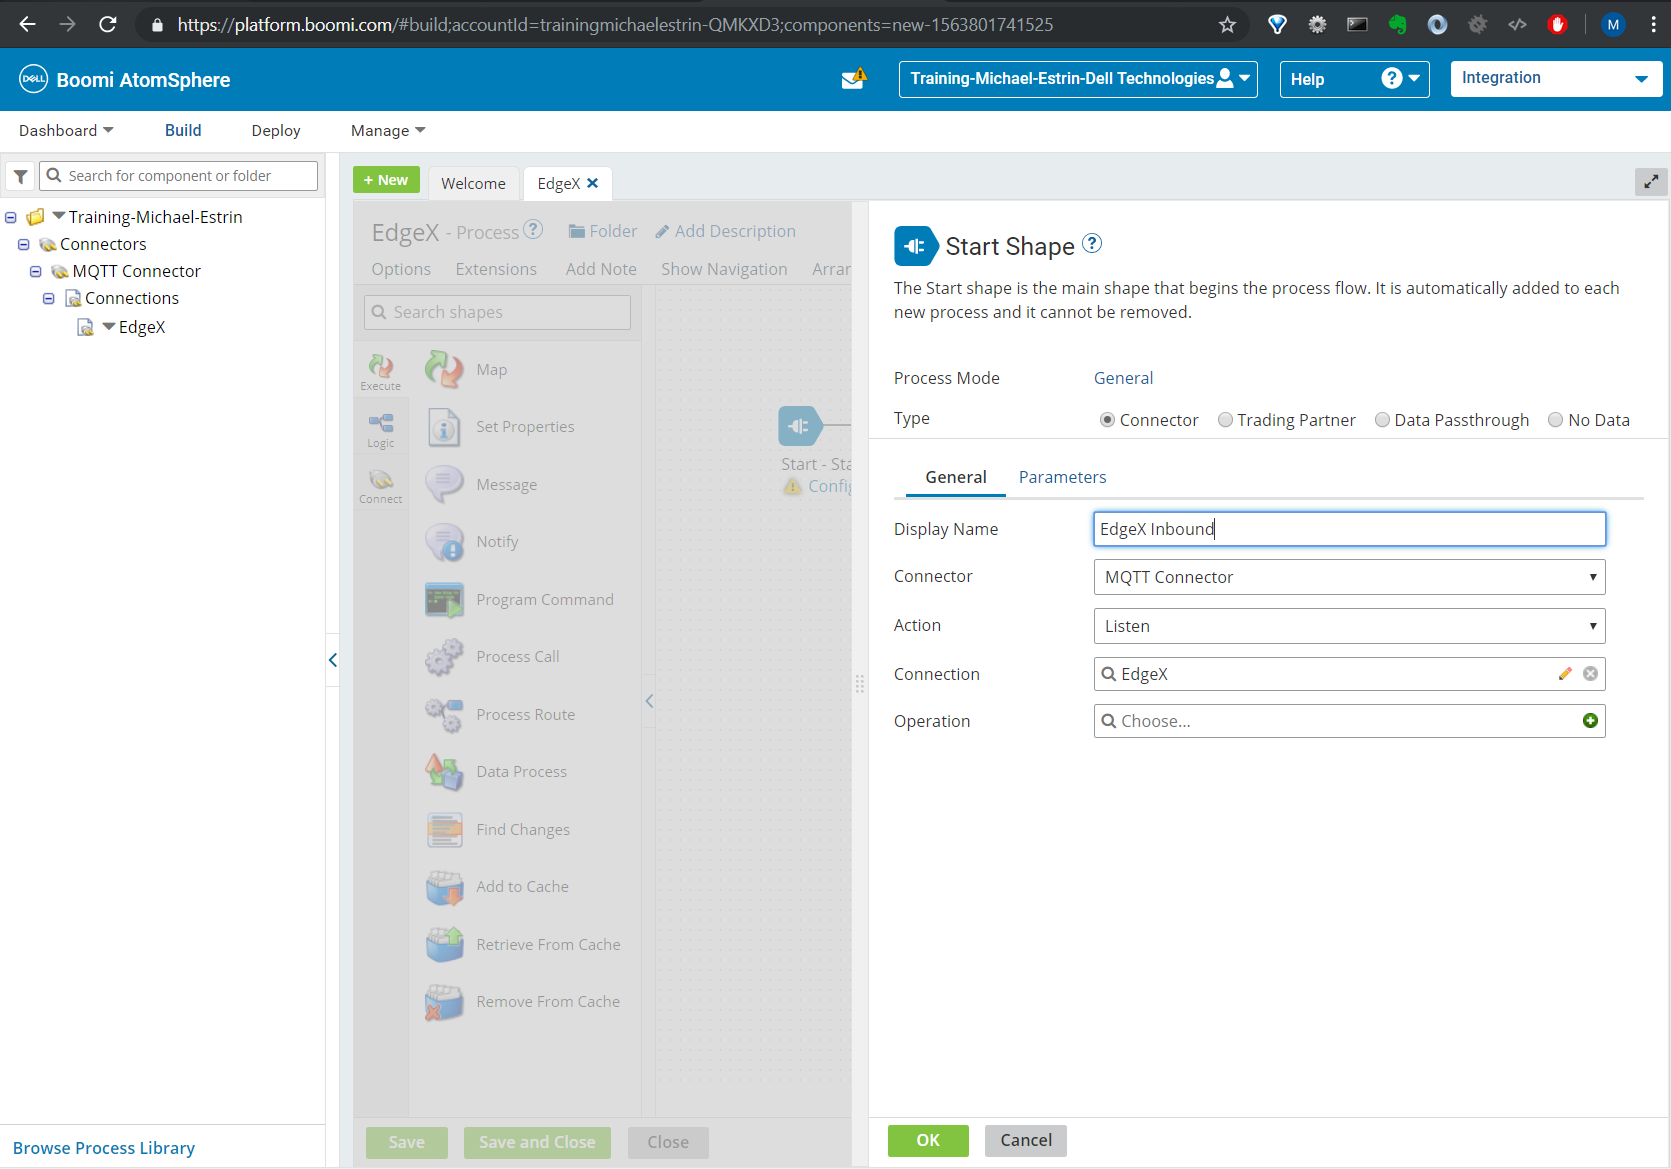 https://platform.boomi.com/#build;accountId=trainingmichaelestrin-QMKXD3;components=new-1563801741525
M
DELL Boomi AtomSphere
Training-Michael-Estrin-Dell Technologies
Help ?
Integration
Dashboard Build Deploy Manage
Search for component or folder
Training-Michael-Estrin
Connectors
MQTT Connector
Connections
EdgeX
Browse Process Library
+ New Welcome EdgeX
EdgeX - Process ? Folder Add Description
Options Extensions Add Note Show Navigation Arrar
Search shapes
Execute
Logic
Connect
Map
Set Properties
Message
Notify
Program Command
Process Call
Process Route
Data Process
Find Changes
Add to Cache
Retrieve From Cache
Remove From Cache
Start - Sta
Config
Save Save and Close Close
Start Shape ?
The Start shape is the main shape that begins the process flow. It is automatically added to each
new process and it cannot be removed.
Process Mode General
Type Connector Trading Partner Data Passthrough No Data
General Parameters
Display Name EdgeX Inbound
Connector MQTT Connector
Action Listen
Connection EdgeX
Operation Choose...
OK Cancel